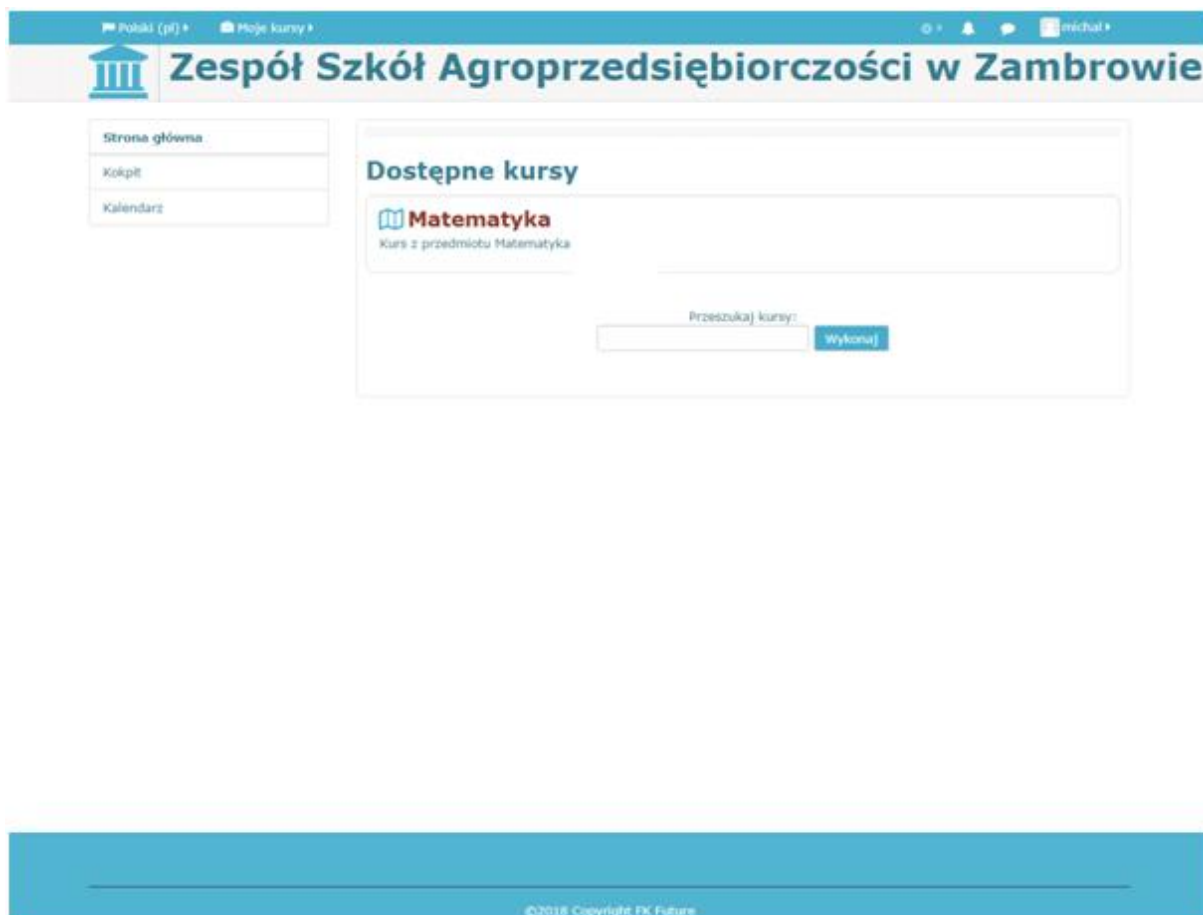 Polski (pl) Moje kursy michal
Zespół Szkół Agroprzedsiębiorczości w Zambrowie
Strona główna
Kokpit
Kalendarz
Dostępne kursy
Matematyka
Kurs z przedmiotu Matematyka
Przeszukaj kursy:
Wykonaj
©2018 Copyright FK Future